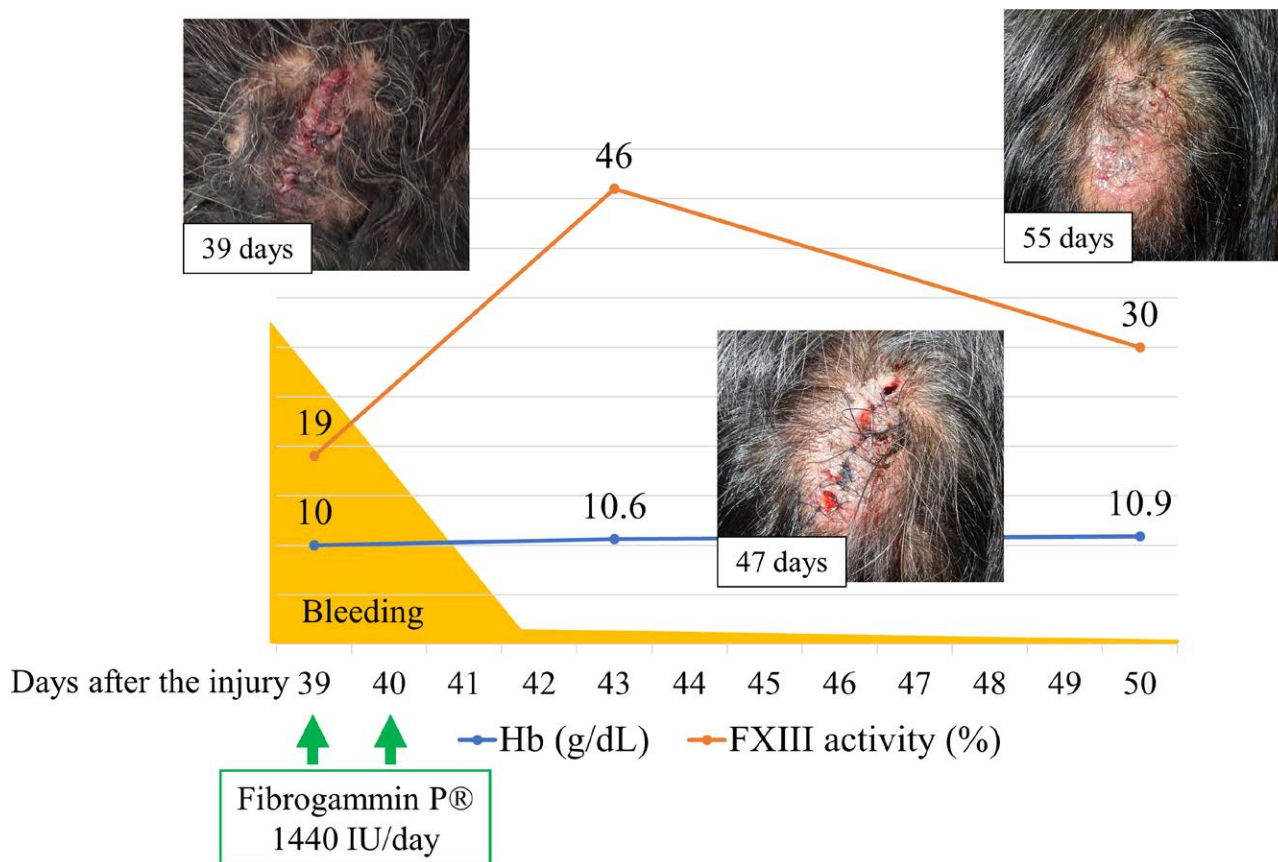 46
39 days
55 days
30
19
10
10.6
10.9
47 days
Bleeding
Days after the injury 39 40 41 42 43 44 45 46 47 48 49 50
Hb (g/dL) FXIII activity (%)
Fibrogammin P®
1440 IU/day